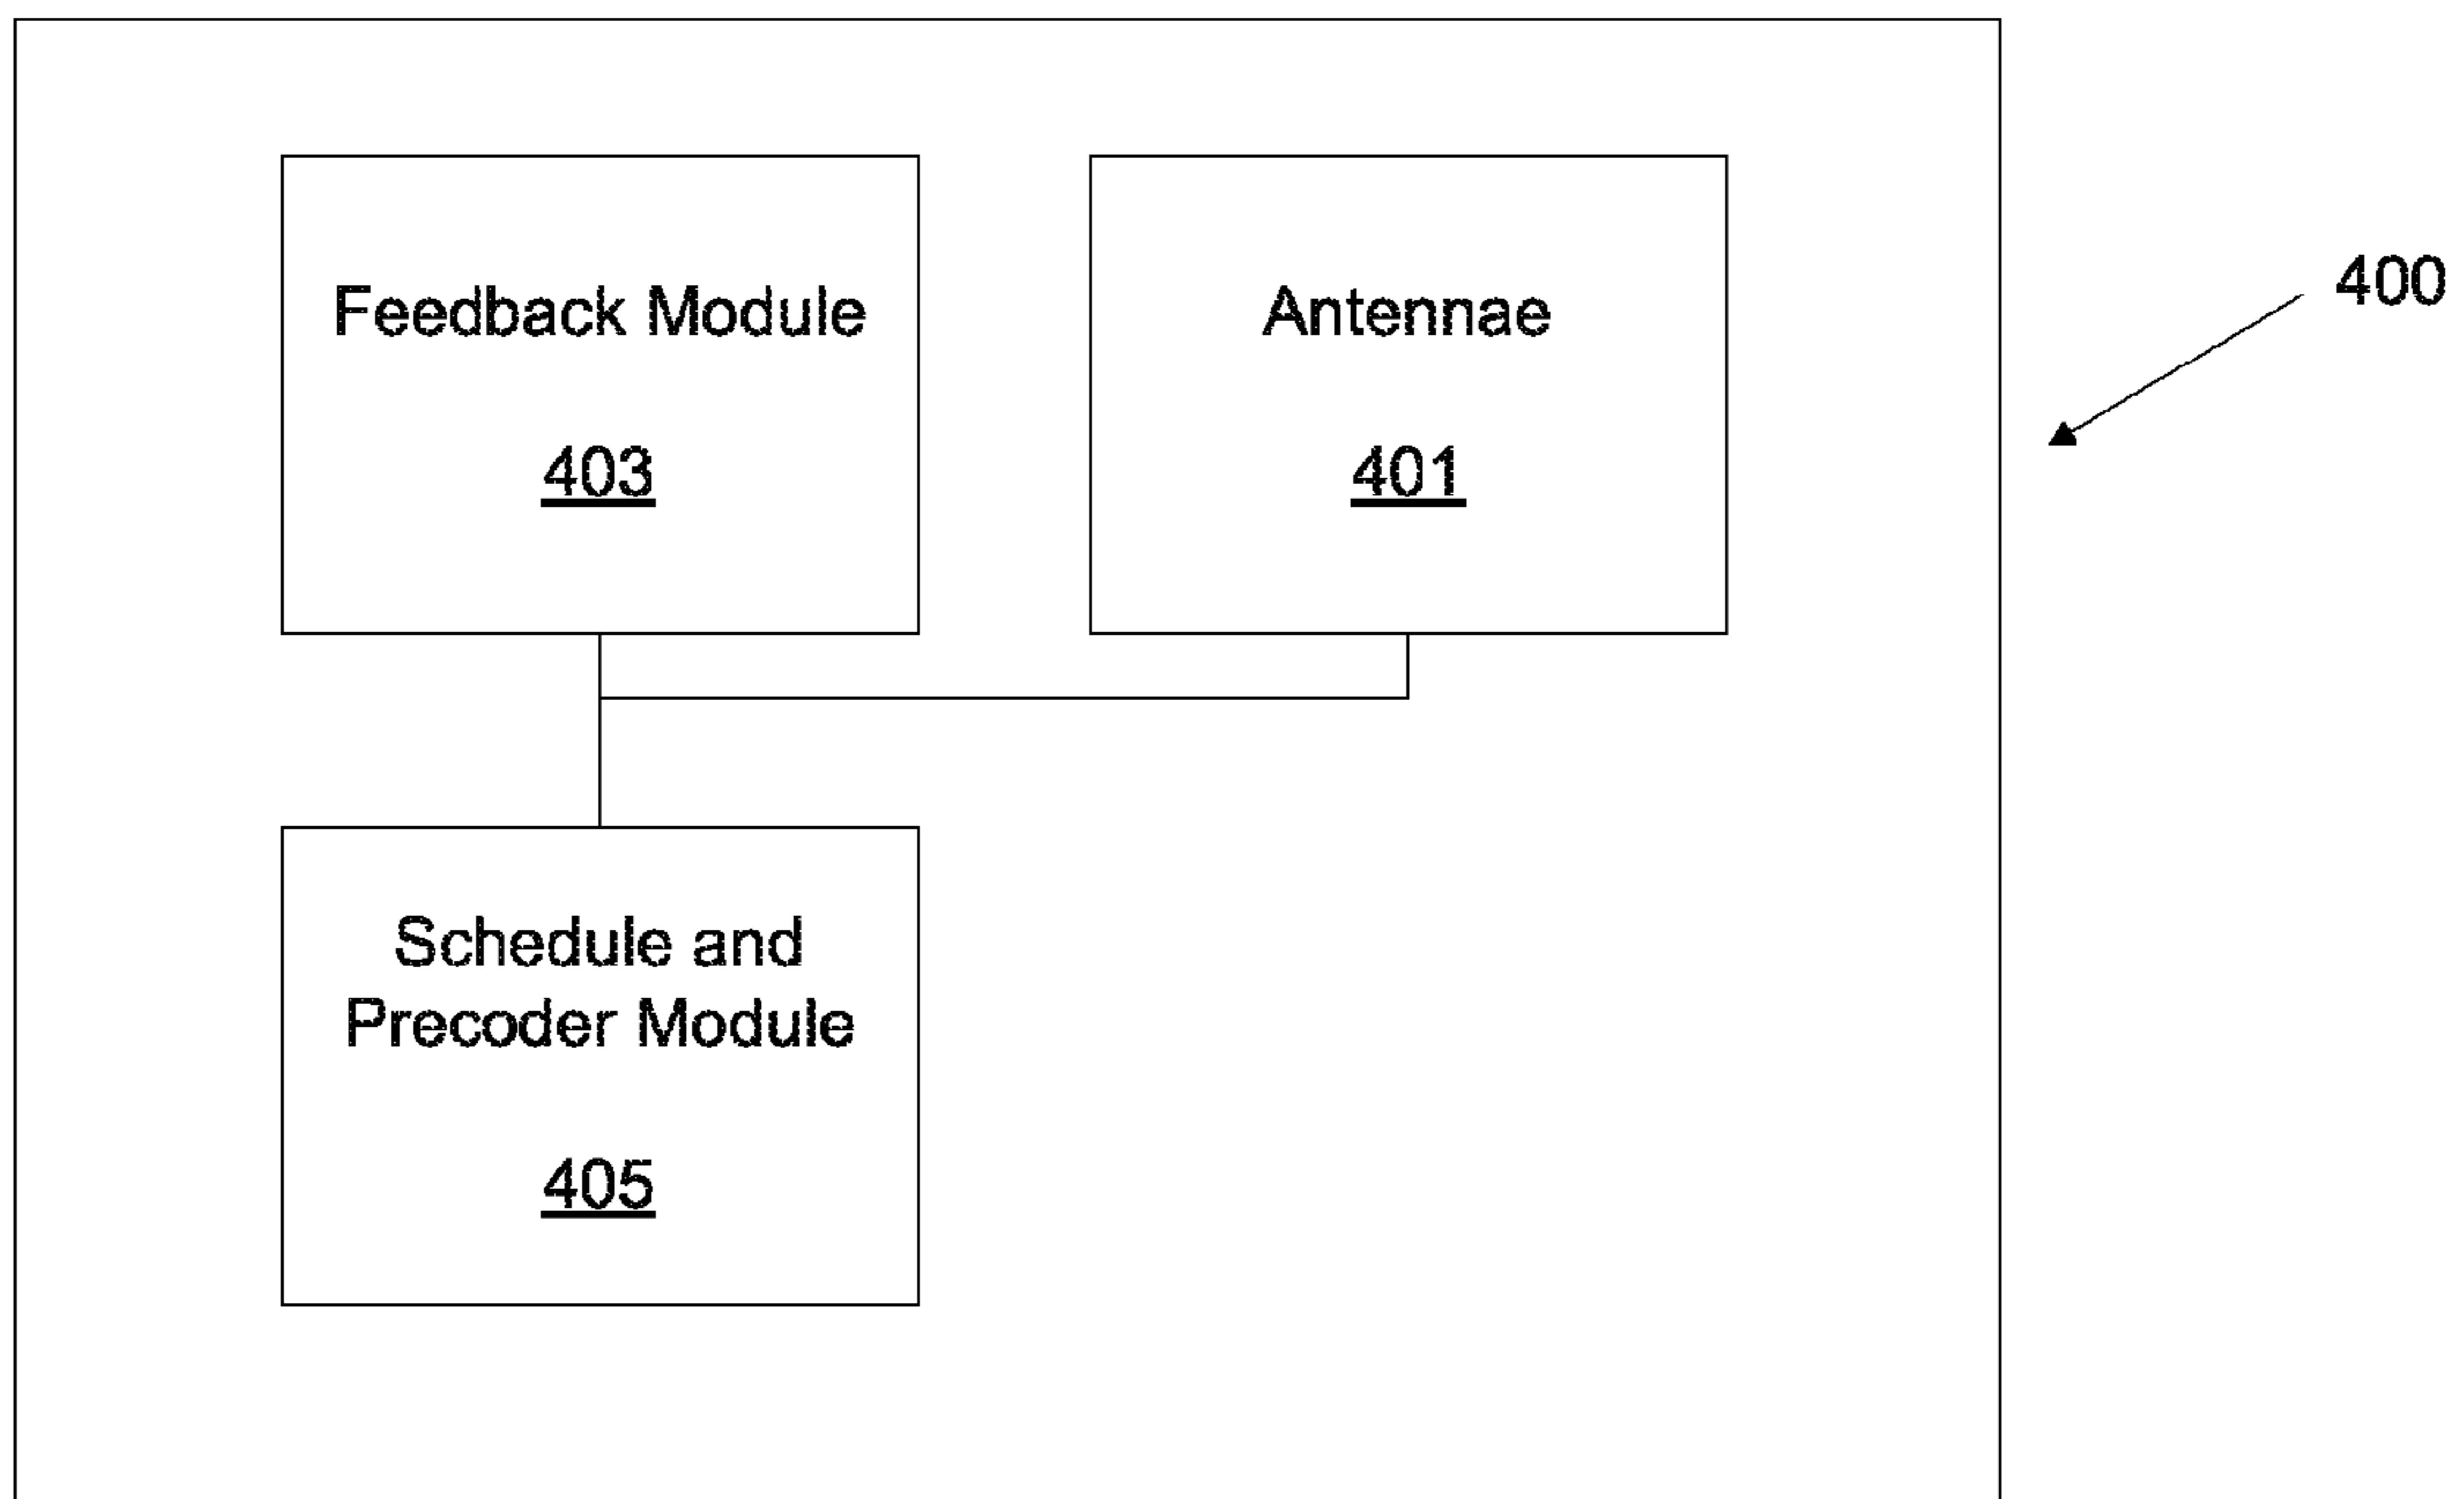 Feedback Module
403
Antennae
401
400
Schedule and
Precoder Module
405